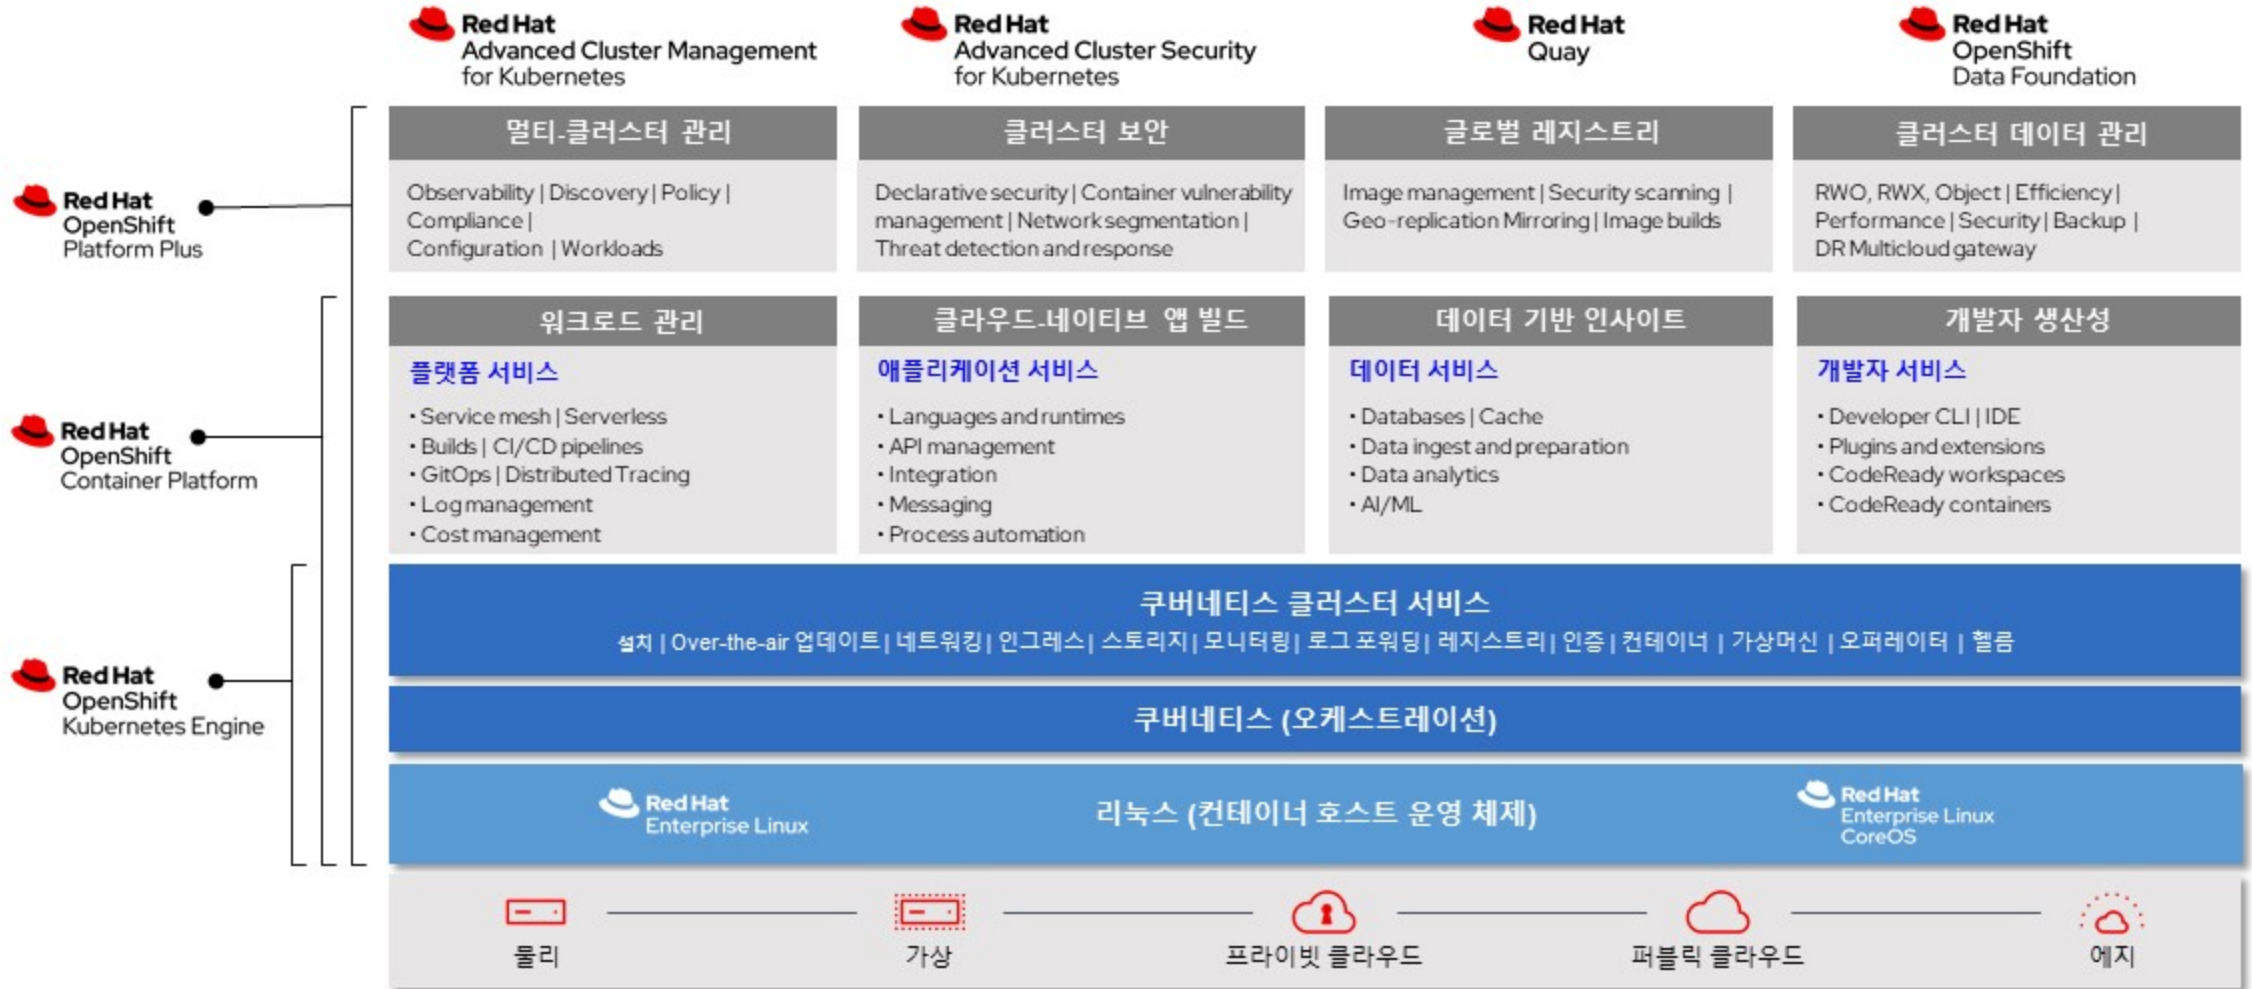 Red Hat
Advanced Cluster Management
for Kubernetes
Red Hat
Advanced Cluster Security
for Kubernetes
Red Hat
Quay
Red Hat
OpenShift
Data Foundation
Red Hat
OpenShift
Platform Plus
멀티-클러스터 관리
Observability | Discovery | Policy |
Compliance |
Configuration | Workloads
클러스터 보안
Declarative security | Container vulnerability
management | Network segmentation |
Threat detection and response
글로벌 레지스트리
Image management | Security scanning |
Geo-replication Mirroring | Image builds
클러스터 데이터 관리
RWO, RWX, Object | Efficiency |
Performance | Security | Backup |
DR Multicloud gateway
Red Hat
OpenShift
Container Platform
워크로드 관리
플랫폼 서비스
• Service mesh | Serverless
• Builds | CI/CD pipelines
• GitOps | Distributed Tracing
• Log management
• Cost management
클라우드-네이티브 앱 빌드
애플리케이션 서비스
• Languages and runtimes
• API management
• Integration
• Messaging
• Process automation
데이터 기반 인사이트
데이터 서비스
• Databases | Cache
• Data ingest and preparation
• Data analytics
• AI/ML
개발자 생산성
개발자 서비스
• Developer CLI | IDE
• Plugins and extensions
• CodeReady workspaces
• CodeReady containers
Red Hat
OpenShift
Kubernetes Engine
쿠버네티스 클러스터 서비스
설치 | Over-the-air 업데이트 | 네트워킹 | 인그레스 | 스토리지 | 모니터링 | 로그 포워딩 | 레지스트리 | 인증 | 컨테이너 | 가상머신 | 오퍼레이터 | 헬름
쿠버네티스 (오케스트레이션)
Red Hat
Enterprise Linux
리눅스 (컨테이너 호스트 운영 체제)
Red Hat
Enterprise Linux
CoreOS
물리
가상
프라이빗 클라우드
퍼블릭 클라우드
에지